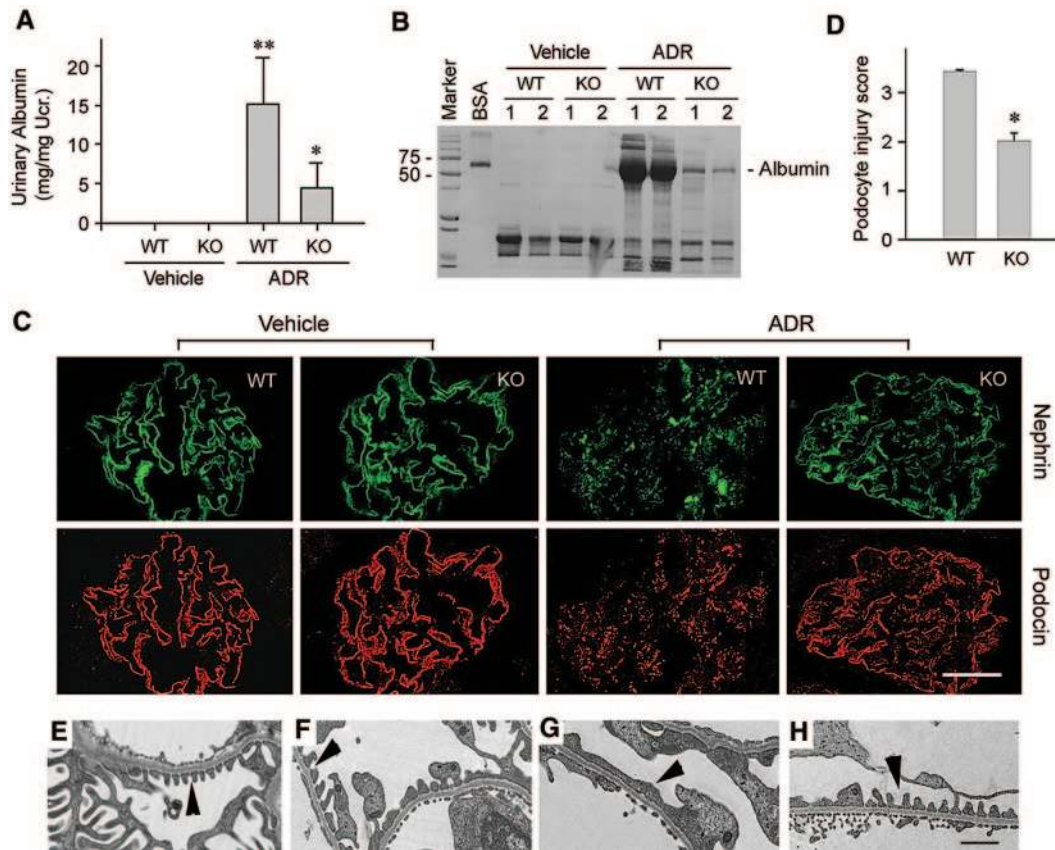 A
Urinary Albumin
(mg/mg Ucr.)
20
15
10
5
0
**
*
WT KO WT KO
Vehicle ADR
B
Vehicle ADR
Marker BSA WT KO WT KO
1 2 1 2 1 2 1 2
75 -
50 -
- Albumin
D
Podocyte injury score
3
2
1
0
*
WT KO
C
Vehicle ADR
WT KO WT KO
Nephrin
Podocin
E F G H